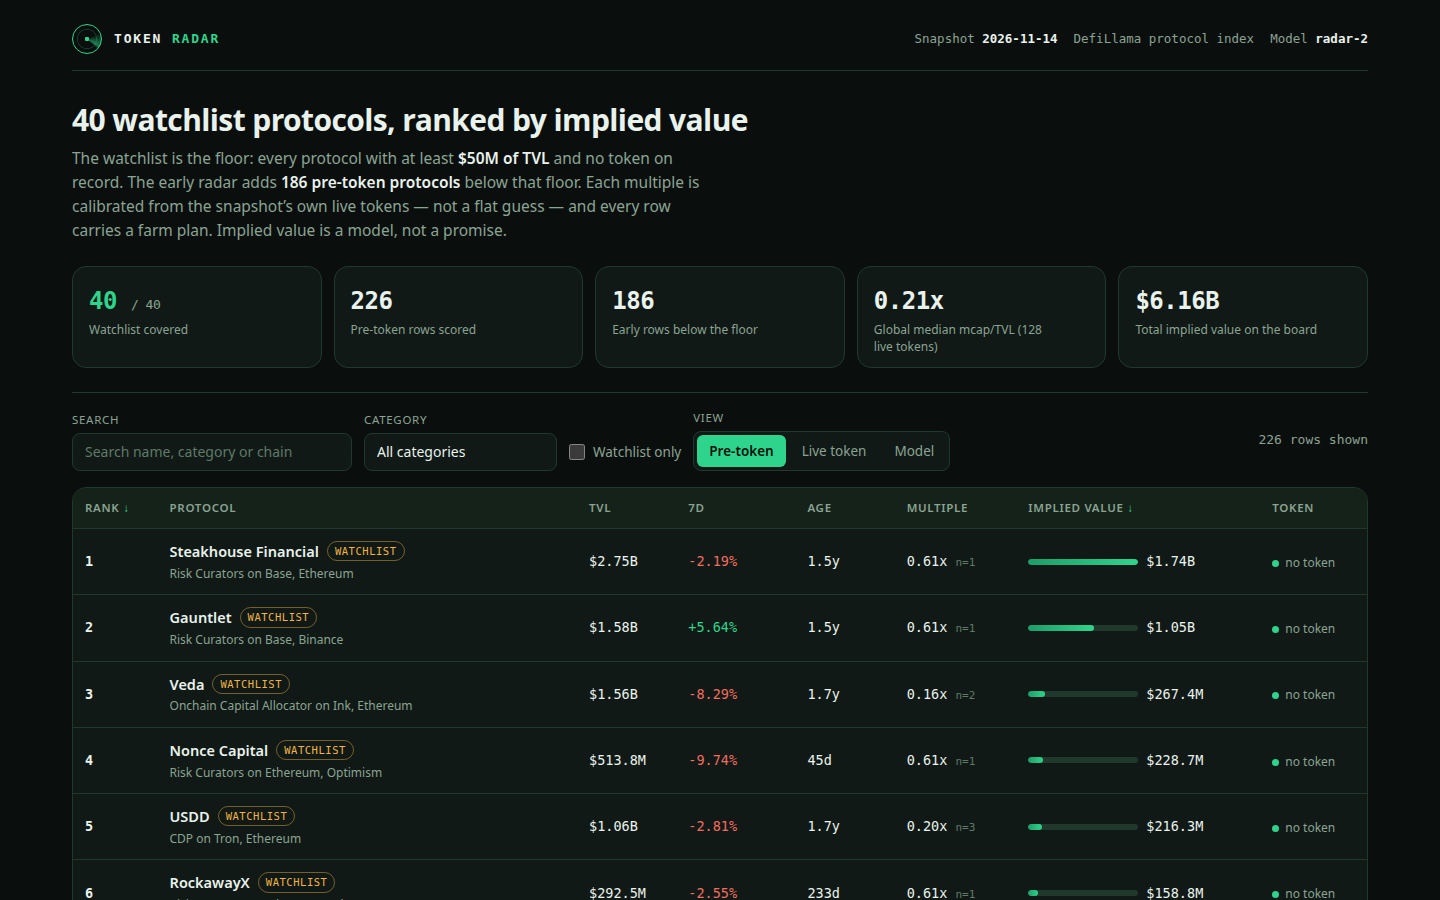 TOKEN RADAR
Snapshot 2026-11-14 DefiLlama protocol index Model radar-2
40 watchlist protocols, ranked by implied value
The watchlist is the floor: every protocol with at least $50M of TVL and no token on
record. The early radar adds 186 pre-token protocols below that floor. Each multiple is
calibrated from the snapshot's own live tokens — not a flat guess — and every row
carries a farm plan. Implied value is a model, not a promise.
40 / 40
Watchlist covered
226
Pre-token rows scored
186
Early rows below the floor
0.21x
Global median mcap/TVL (128
live tokens)
$6.16B
Total implied value on the board
SEARCH
Search name, category or chain
CATEGORY
All categories
Watchlist only
VIEW
Pre-token Live token Model
226 rows shown
RANK ↓ PROTOCOL TVL 7D AGE MULTIPLE IMPLIED VALUE ↓ TOKEN
1 Steakhouse Financial WATCHLIST $2.75B -2.19% 1.5y 0.61x n=1 $1.74B no token
Risk Curators on Base, Ethereum
2 Gauntlet WATCHLIST $1.58B +5.64% 1.5y 0.61x n=1 $1.05B no token
Risk Curators on Base, Binance
3 Veda WATCHLIST $1.56B -8.29% 1.7y 0.16x n=2 $267.4M no token
Onchain Capital Allocator on Ink, Ethereum
4 Nonce Capital WATCHLIST $513.8M -9.74% 45d 0.61x n=1 $228.7M no token
Risk Curators on Ethereum, Optimism
5 USDD WATCHLIST $1.06B -2.81% 1.7y 0.20x n=3 $216.3M no token
CDP on Tron, Ethereum
6 RockawayX WATCHLIST $292.5M -2.55% 233d 0.61x n=1 $158.8M no token